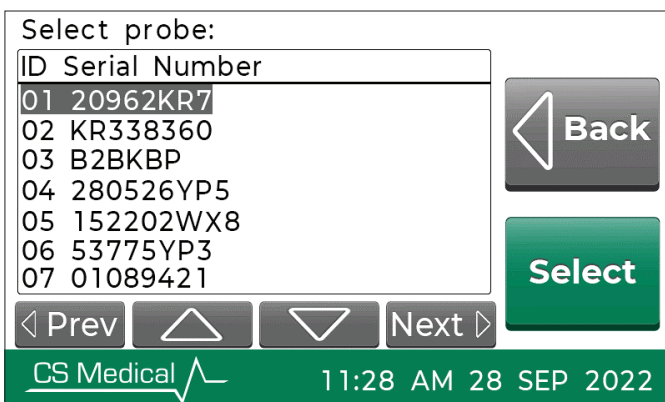 Select probe:
ID Serial Number
01 20962KR7
02 KR338360
03 B2BKBP
04 280526YP5
05 152202WX8
06 53775YP3
07 01089421
Back
Select
Prev
Next
CS Medical
11:28 AM 28 SEP 2022